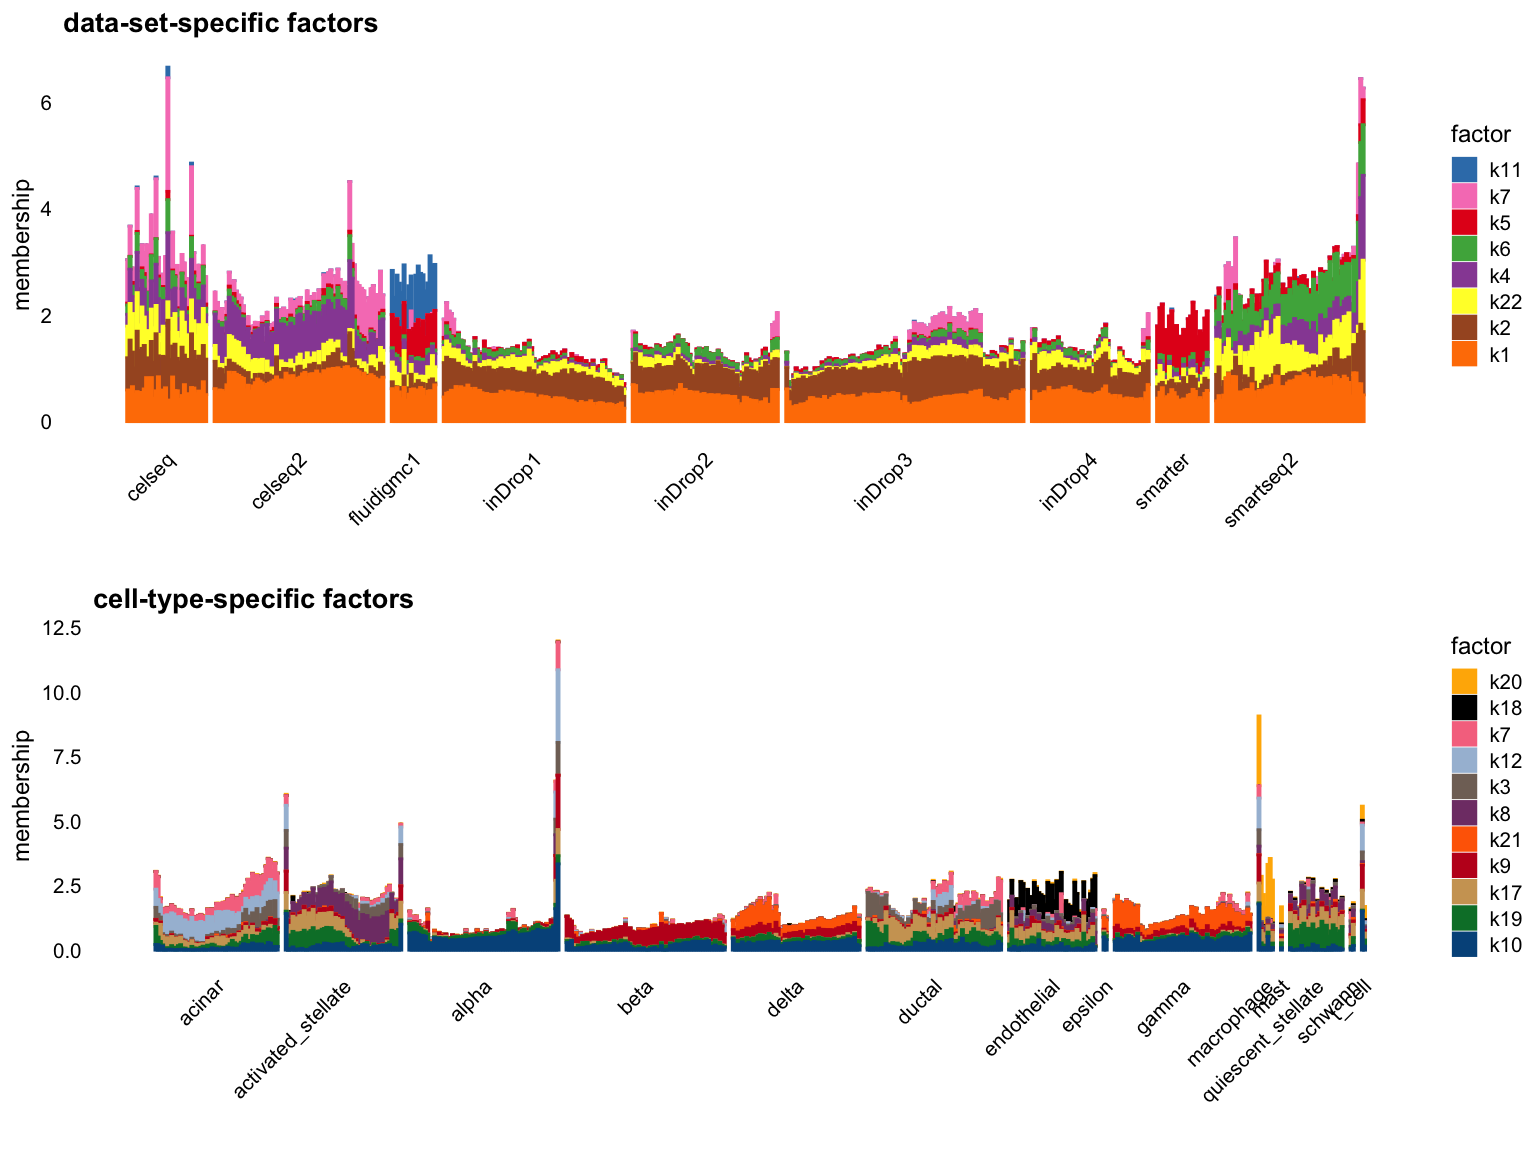 data-set-specific factors
membership
6
4
2
0
celseq
celseq2
fluidigmc1
inDrop1
inDrop2
inDrop3
inDrop4
smarter
smartseq2
factor
k11
k7
k5
k6
k4
k22
k2
k1
cell-type-specific factors
membership
12.5
10.0
7.5
5.0
2.5
0.0
acinar
activated_stellate
alpha
beta
delta
ductal
endothelial
epsilon
gamma
macrophage
mast
quiescent_stellate
schwann
t_cell
factor
k20
k18
k7
k12
k3
k8
k21
k9
k17
k19
k10